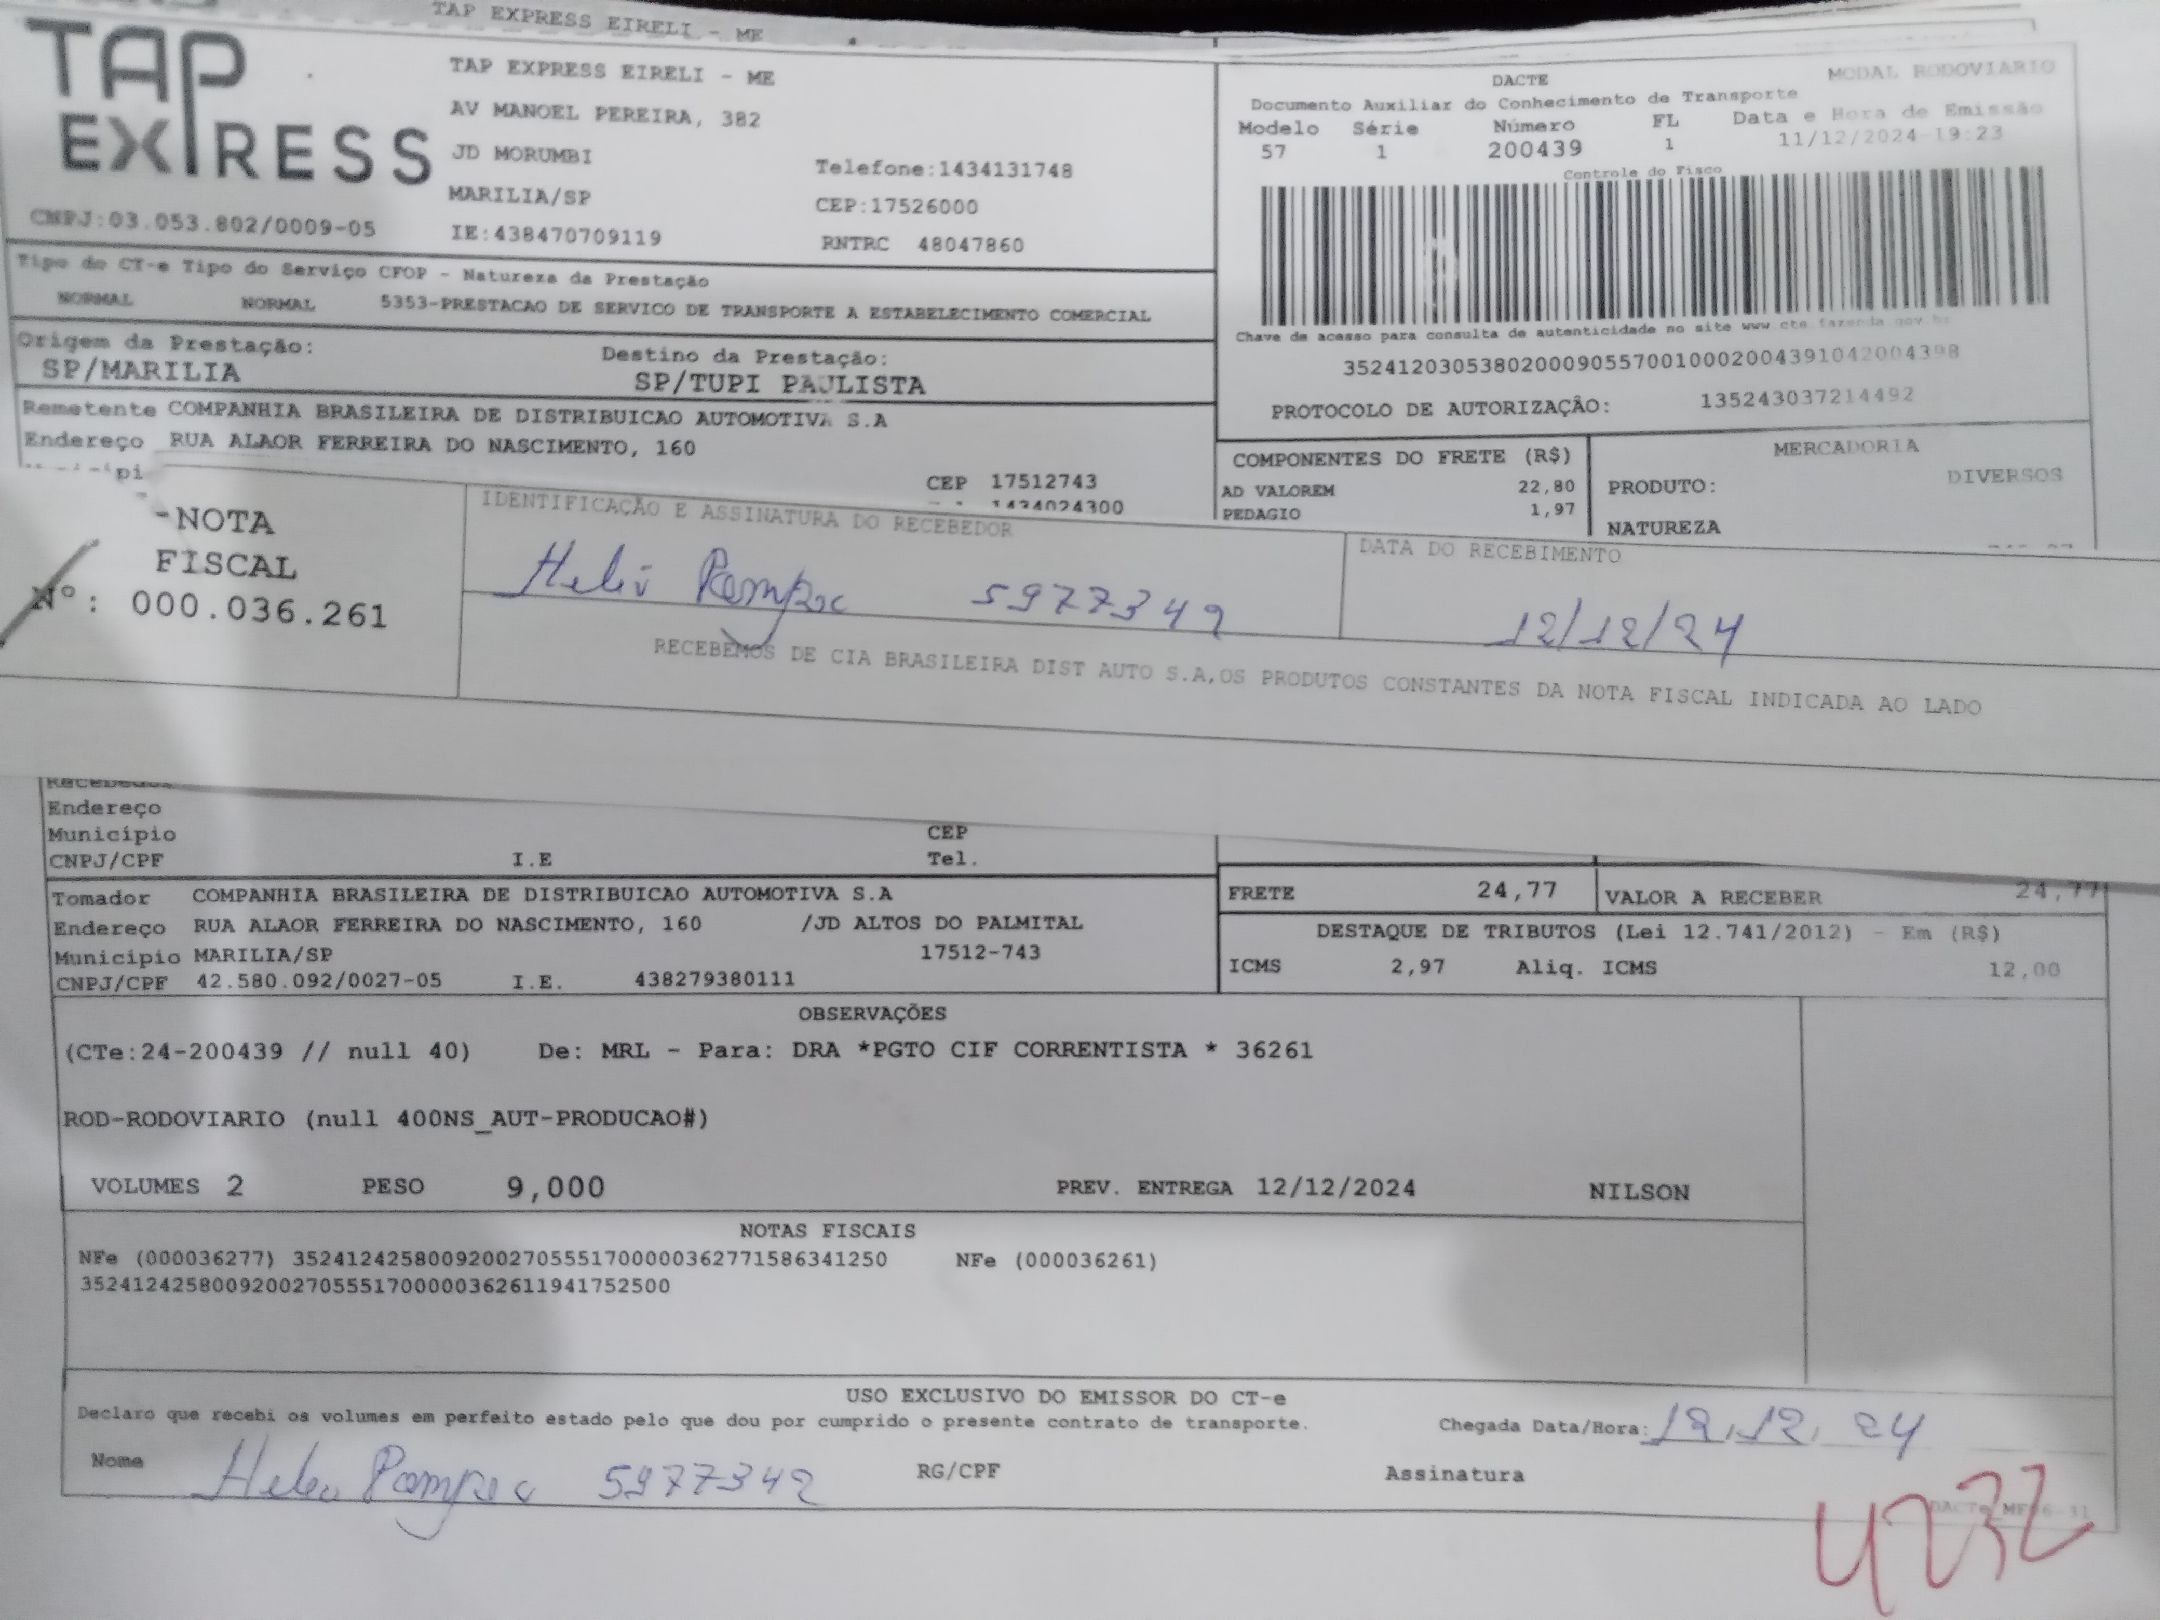 TAP EXPRESS EIRELI - ME
TAP EXPRESS
TAP EXPRESS EIRELI - ME
AV MANOEL PEREIRA, 382
JD MORUMBI
Telefone:1434131748
MARILIA/SP
CEP:17526000
CNPJ:03.053.802/0009-05
IE:438470709119
RNTRC 48047860
DACTE
MODAL RODOVIARIO
Documento Auxiliar do Conhecimento de Transporte
Modelo Série Número FL Data e Hora de Emissão
57 1 200439 1 11/12/2024 19:23
Controle do Fisco
Chave de acesso para consulta de autenticidade no site www.cte.fazenda.gov.br
35241203053802000905570010002004391042004398
PROTOCOLO DE AUTORIZAÇÃO: 135243037214492
Tipo do CT-e Tipo do Serviço CFOP - Natureza da Prestação
NORMAL NORMAL 5353-PRESTACAO DE SERVICO DE TRANSPORTE A ESTABELECIMENTO COMERCIAL
Origem da Prestação: Destino da Prestação:
SP/MARILIA SP/TUPI PAULISTA
Remetente COMPANHIA BRASILEIRA DE DISTRIBUICAO AUTOMOTIVA S.A
Endereço RUA ALAOR FERREIRA DO NASCIMENTO, 160
CEP 17512743
1434024300
COMPONENTES DO FRETE (R$)
AD VALOREM 22,80
PEDAGIO 1,97
MERCADORIA
PRODUTO: DIVERSOS
NATUREZA
-NOTA
FISCAL
Nº: 000.036.261
IDENTIFICAÇÃO E ASSINATURA DO RECEBEDOR
5977342
DATA DO RECEBIMENTO
12/12/24
RECEBEMOS DE CIA BRASILEIRA DIST AUTO S.A,OS PRODUTOS CONSTANTES DA NOTA FISCAL INDICADA AO LADO
Recebedor
Endereço
Município CEP
CNPJ/CPF I.E Tel.
Tomador COMPANHIA BRASILEIRA DE DISTRIBUICAO AUTOMOTIVA S.A
Endereço RUA ALAOR FERREIRA DO NASCIMENTO, 160 /JD ALTOS DO PALMITAL
Município MARILIA/SP 17512-743
CNPJ/CPF 42.580.092/0027-05 I.E. 438279380111
FRETE 24,77 VALOR A RECEBER 24,77
DESTAQUE DE TRIBUTOS (Lei 12.741/2012) - Em (R$)
ICMS 2,97 Aliq. ICMS 12,00
OBSERVAÇÕES
(CTe:24-200439 // null 40) De: MRL - Para: DRA *PGTO CIF CORRENTISTA * 36261
ROD-RODOVIARIO (null 400NS_AUT-PRODUCAO#)
VOLUMES 2 PESO 9,000 PREV. ENTREGA 12/12/2024 NILSON
NOTAS FISCAIS
NFe (000036277) 35241242580092002705551700000362771586341250 NFe (000036261)
35241242580092002705551700000362611941752500
USO EXCLUSIVO DO EMISSOR DO CT-e
Declaro que recebi os volumes em perfeito estado pelo que dou por cumprido o presente contrato de transporte.
Chegada Data/Hora: 12/12/24
Nome 5977342 RG/CPF Assinatura
4232